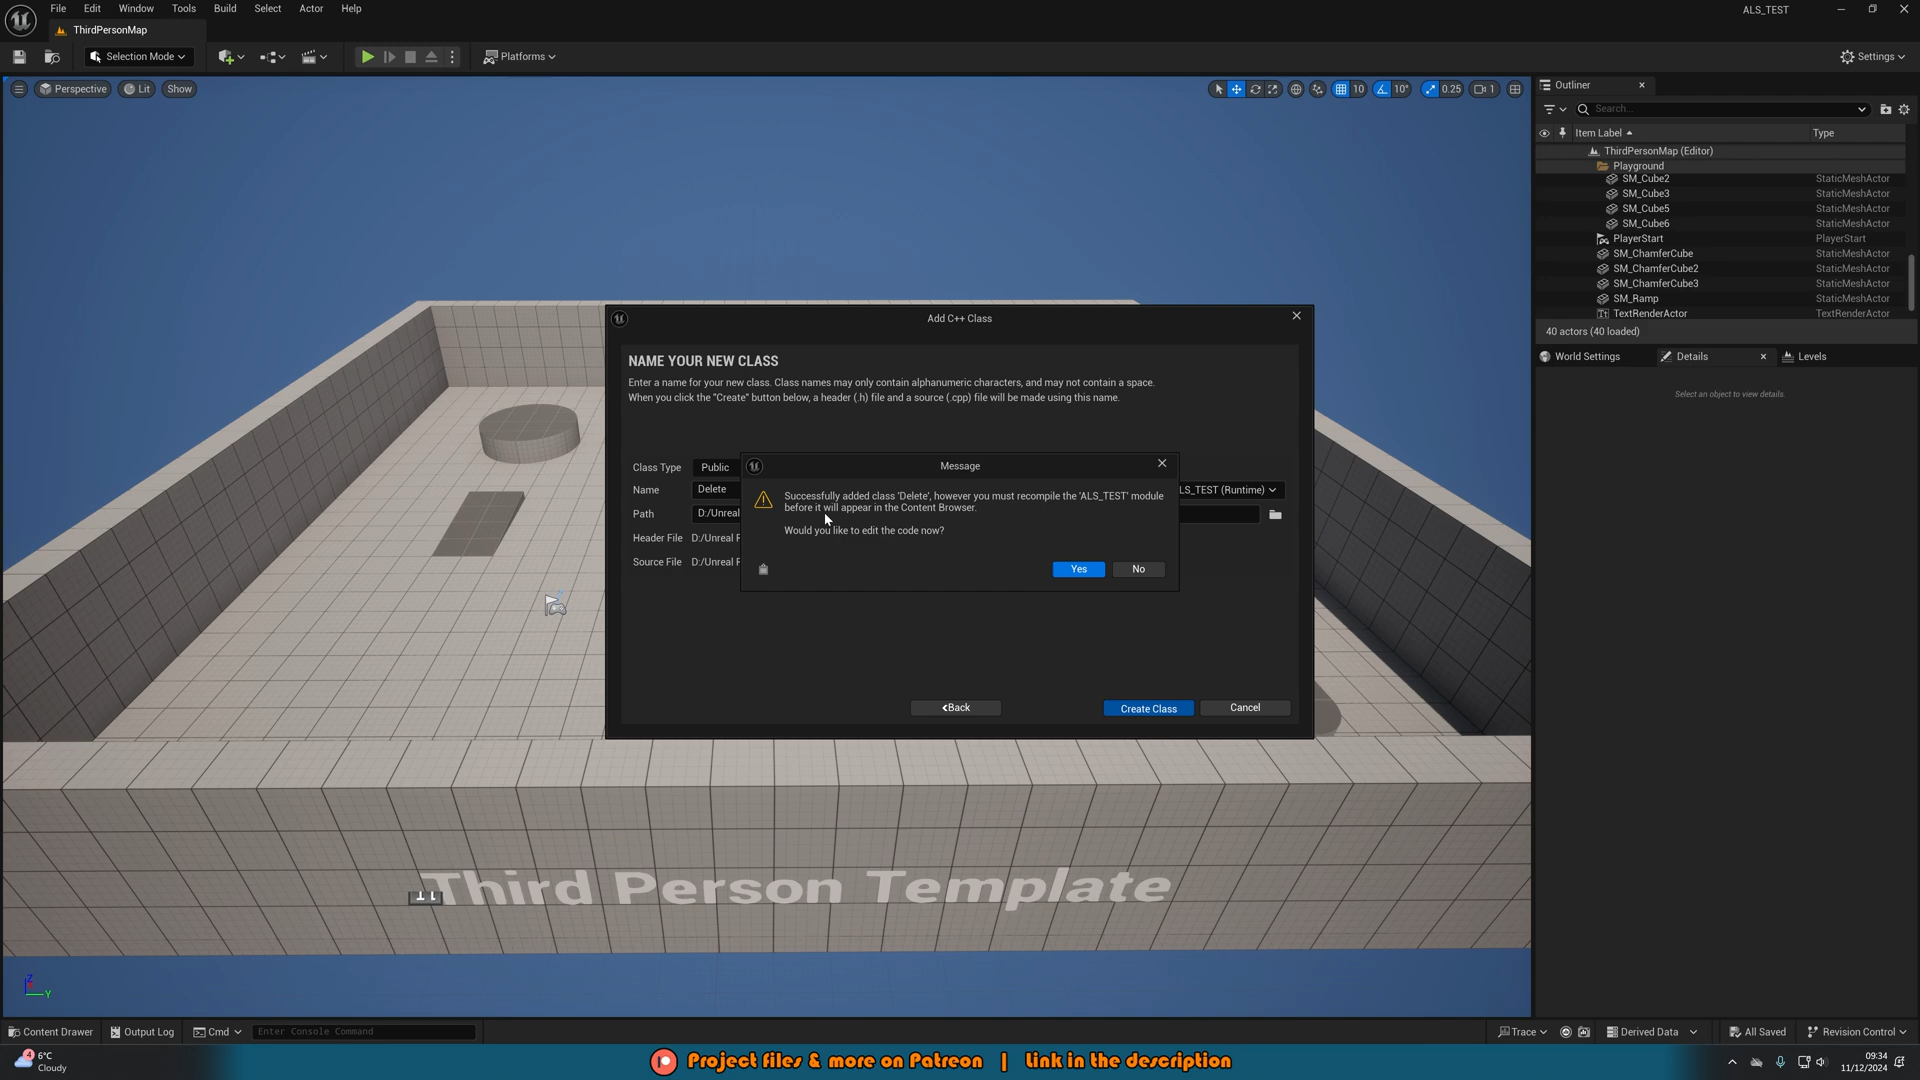 File Edit Window Tools Build Select Actor Help
ALS_TEST
ThirdPersonMap
Selection Mode
Platforms
Settings
Perspective
Lit
Show
10
10°
0.25
1
Outliner
Search...
Item Label
Type
ThirdPersonMap (Editor)
Playground
SM_Cube2 StaticMeshActor
SM_Cube3 StaticMeshActor
SM_Cube5 StaticMeshActor
SM_Cube6 StaticMeshActor
PlayerStart PlayerStart
SM_ChamferCube StaticMeshActor
SM_ChamferCube2 StaticMeshActor
SM_ChamferCube3 StaticMeshActor
SM_Ramp StaticMeshActor
TextRenderActor TextRenderActor
40 actors (40 loaded)
World Settings
Details
Levels
Select an object to view details.
Add C++ Class
NAME YOUR NEW CLASS
Enter a name for your new class. Class names may only contain alphanumeric characters, and may not contain a space.
When you click the "Create" button below, a header (.h) file and a source (.cpp) file will be made using this name.
Class Type Public
Name Delete
LS_TEST (Runtime)
Path D:/Unreal
Header File D:/Unreal
Source File D:/Unreal
Message
Successfully added class 'Delete', however you must recompile the 'ALS_TEST' module
before it will appear in the Content Browser.
Would you like to edit the code now?
Yes
No
Back
Create Class
Cancel
Third Person Template
Z
Y
Content Drawer
Output Log
Cmd
Enter Console Command
Trace
Derived Data
All Saved
Revision Control
4
6°C
Cloudy
Project files & more on Patreon | Link in the description
09:34
11/12/2024